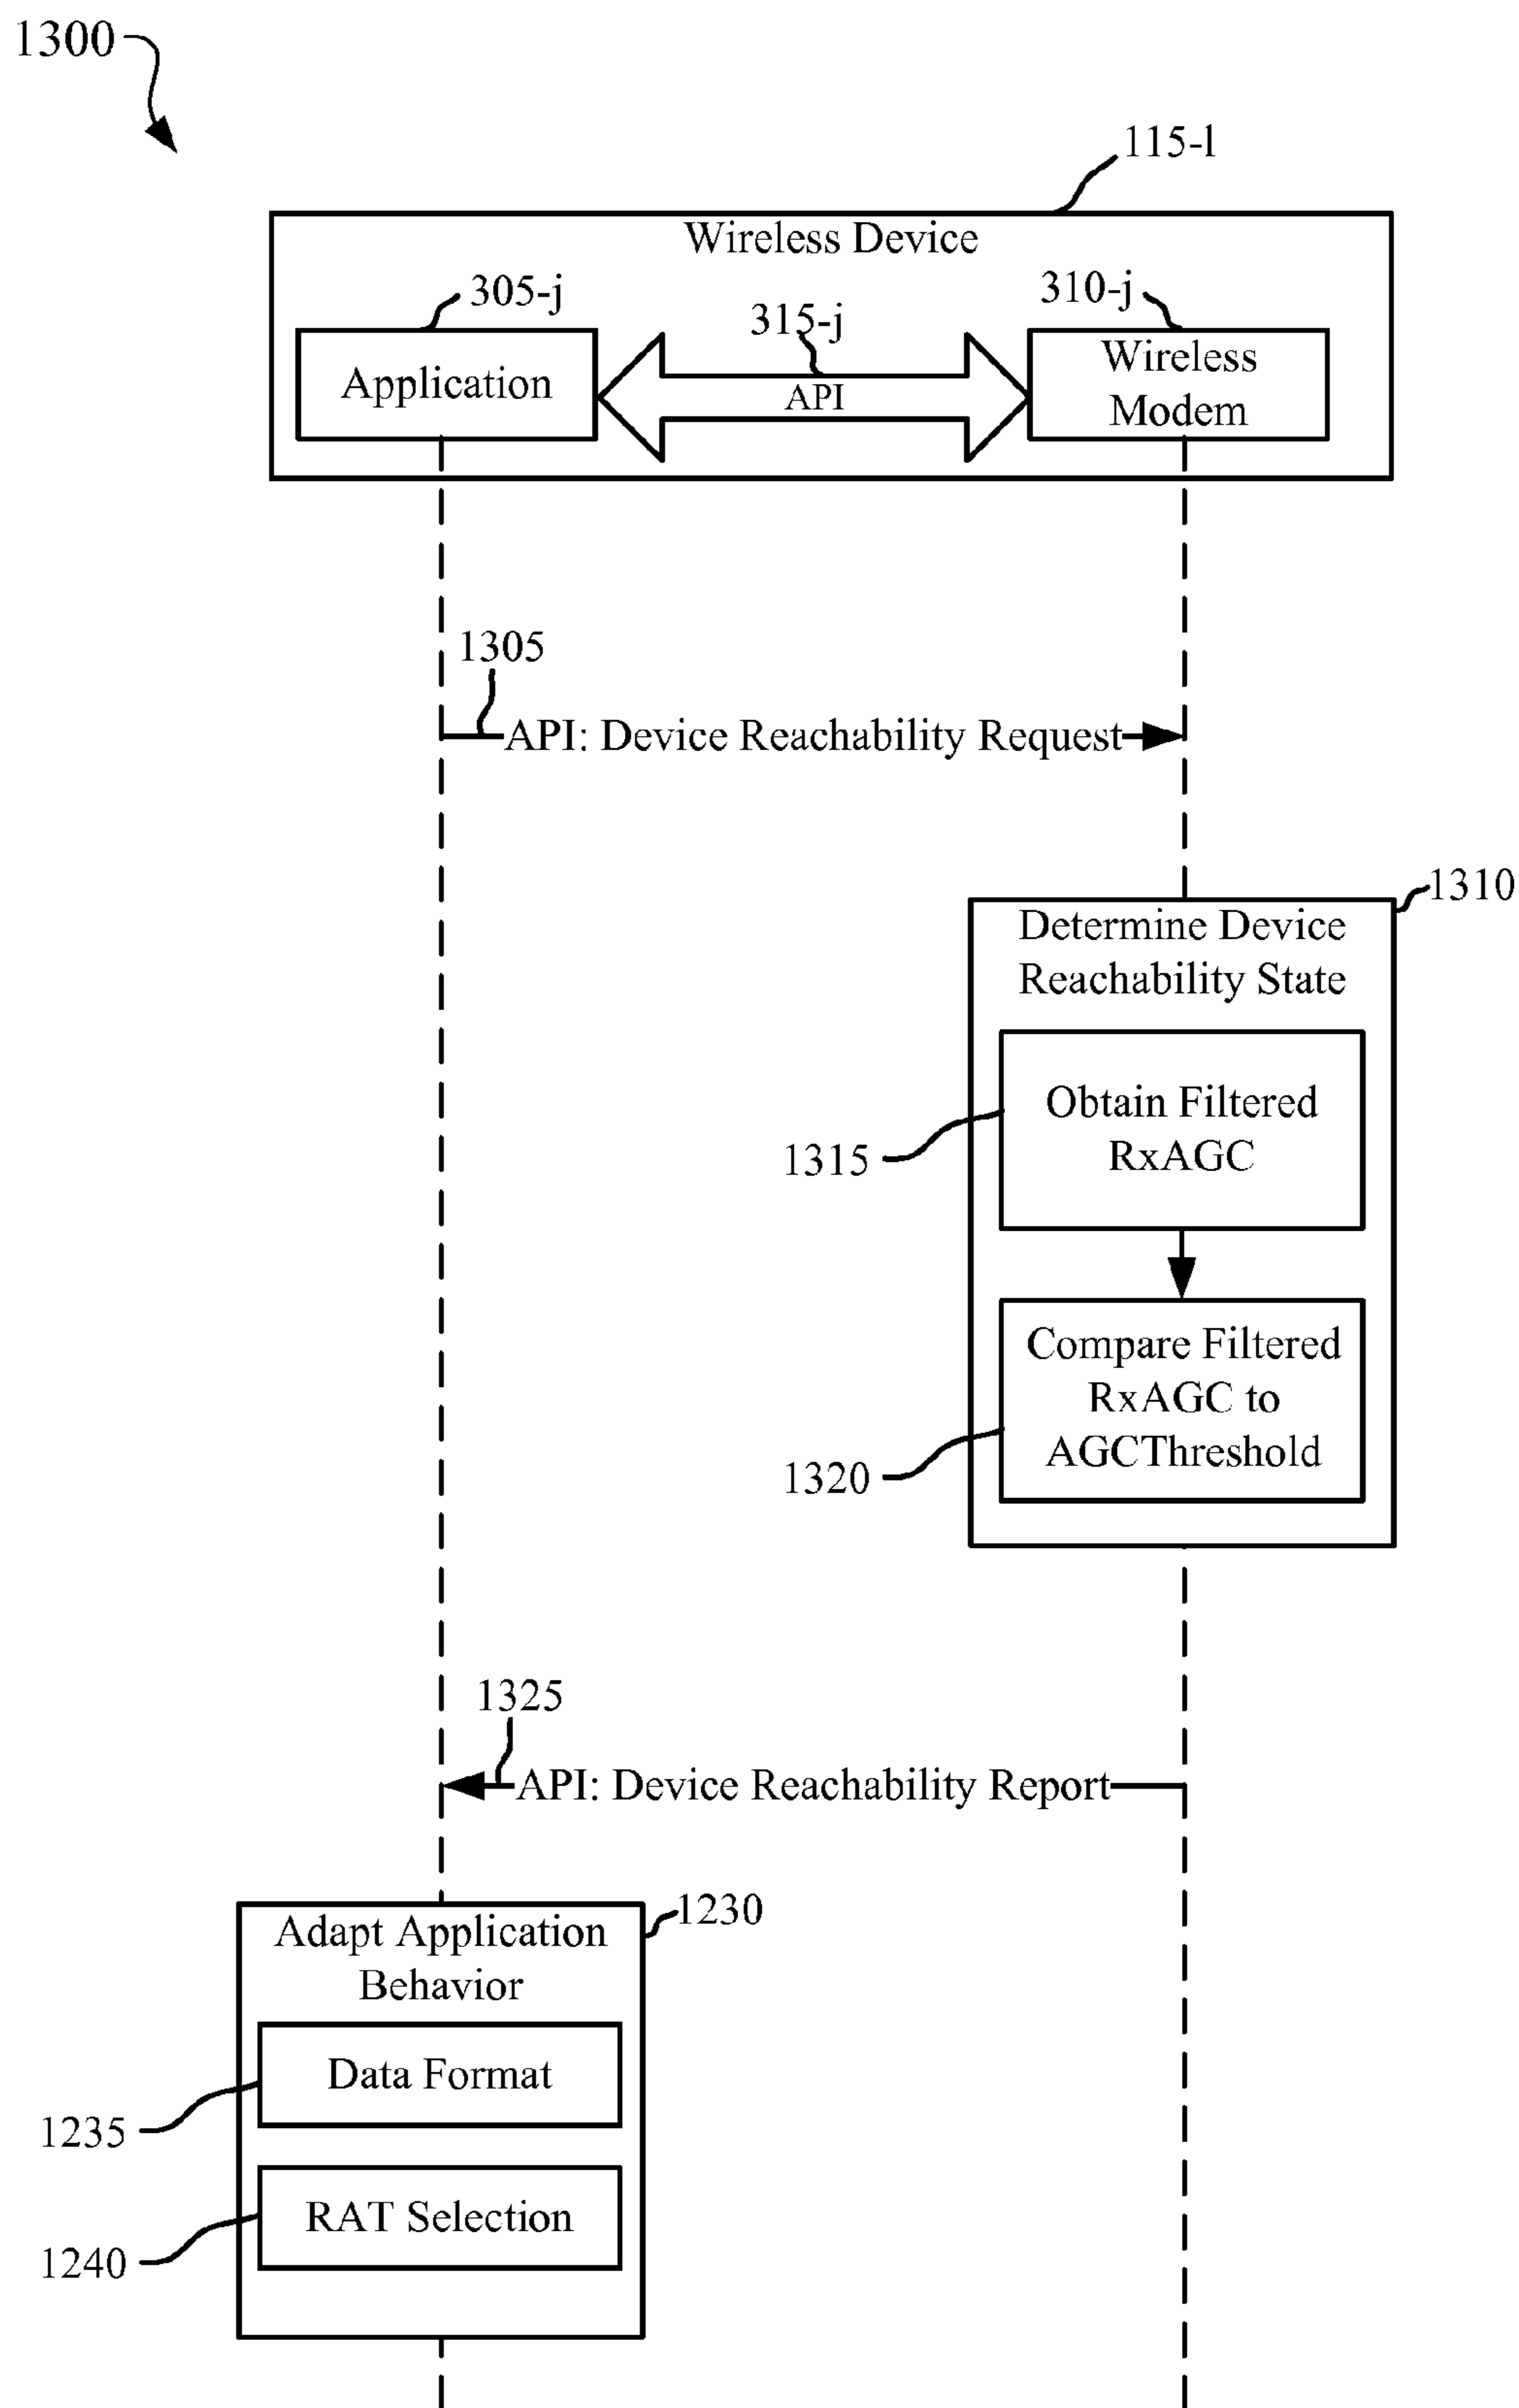 1300
115-l
Wireless Device
305-j
310-j
315-j
Application
API
Wireless
Modem
1305
API: Device Reachability Request
1310
Determine Device
Reachability State
Obtain Filtered
RxAGC
1315
Compare Filtered
RxAGC to
AGCThreshold
1320
1325
API: Device Reachability Report
1230
Adapt Application
Behavior
Data Format
1235
RAT Selection
1240